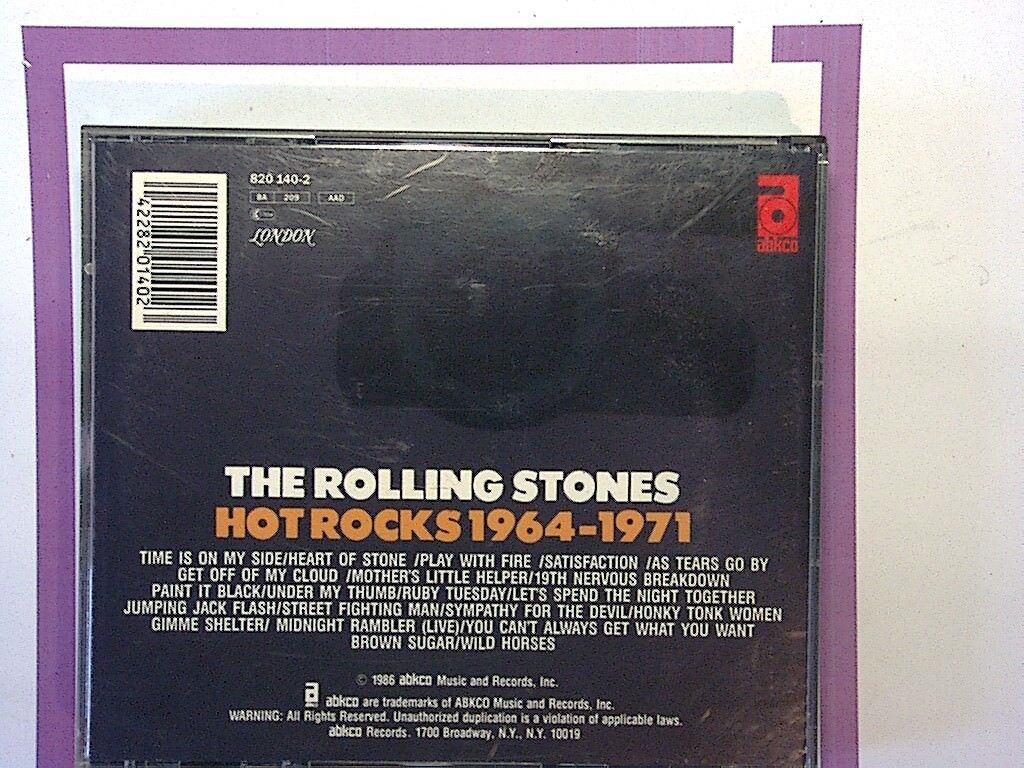 42282 01402
820 140-2
BA 209 AAD
LONDON
abkco
THE ROLLING STONES
HOT ROCKS 1964-1971
TIME IS ON MY SIDE/HEART OF STONE /PLAY WITH FIRE /SATISFACTION /AS TEARS GO BY
GET OFF OF MY CLOUD /MOTHER'S LITTLE HELPER/19TH NERVOUS BREAKDOWN
PAINT IT BLACK/UNDER MY THUMB/RUBY TUESDAY/LET'S SPEND THE NIGHT TOGETHER
JUMPING JACK FLASH/STREET FIGHTING MAN/SYMPATHY FOR THE DEVIL/HONKY TONK WOMEN
GIMME SHELTER/ MIDNIGHT RAMBLER (LIVE)/YOU CAN'T ALWAYS GET WHAT YOU WANT
BROWN SUGAR/WILD HORSES
© 1986 abkco Music and Records, Inc.
abkco are trademarks of ABKCO Music and Records, Inc.
WARNING: All Rights Reserved. Unauthorized duplication is a violation of applicable laws.
abkco Records. 1700 Broadway, N.Y., N.Y. 10019